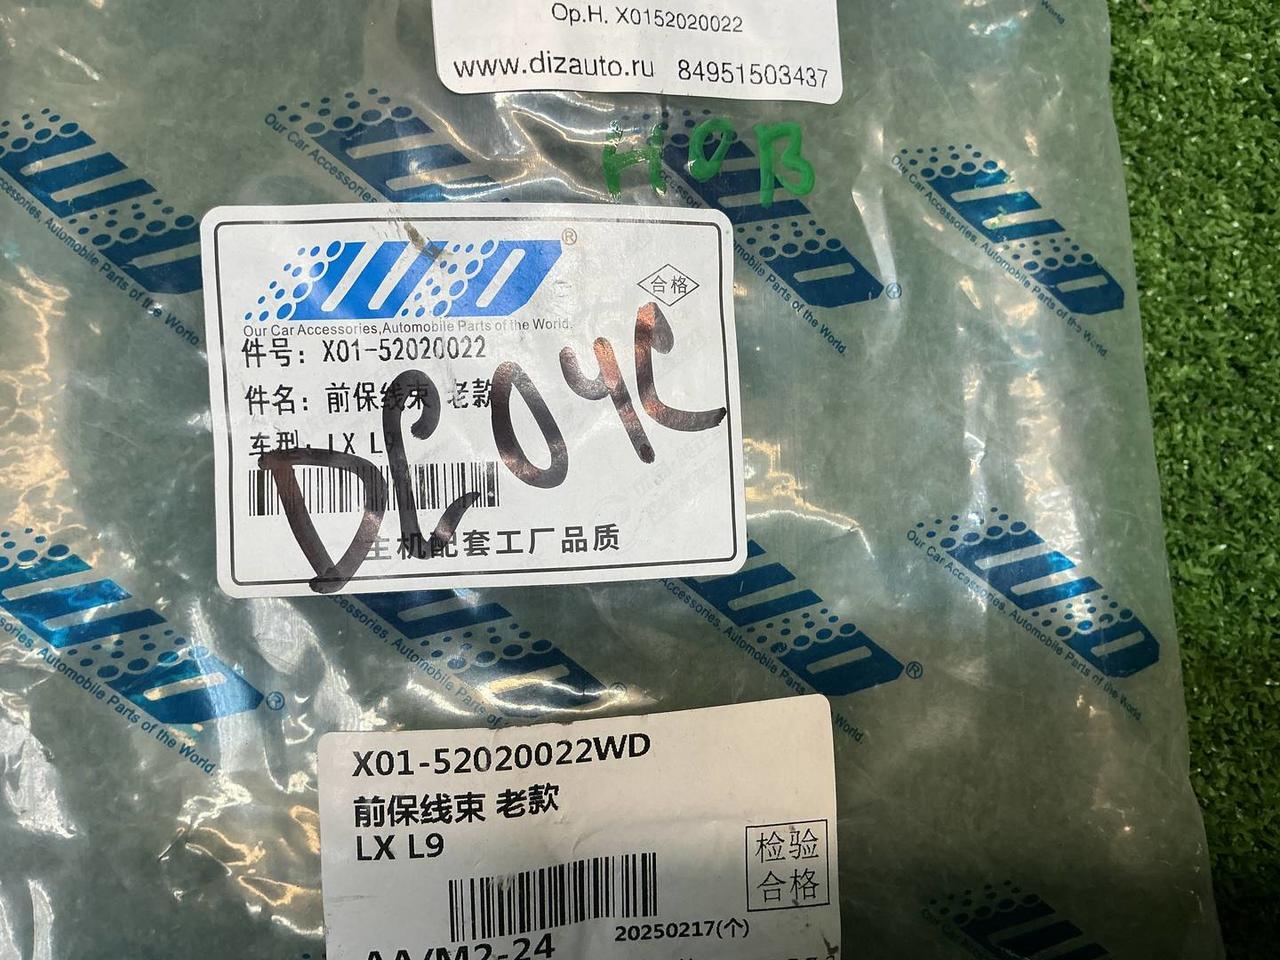 Ор.Н. X0152020022
www.dizauto.ru 84951503437
НОВ
Our Car Accessories,Automobile Parts of the World.
合格
件号: X01-52020022
件名: 前保线束 老款
车型: LX L9
主机配套工厂品质
X01-52020022WD
前保线束 老款
LX L9
检验
合格
20250217(个)
AA/M2-24